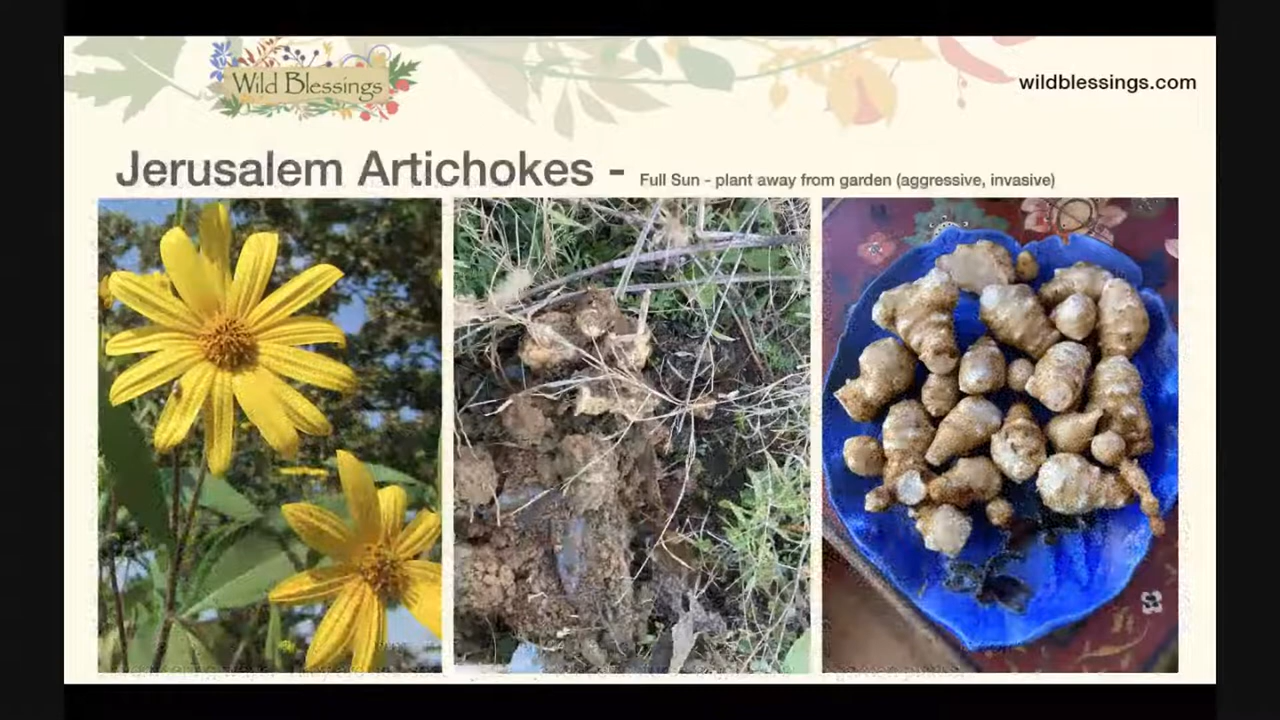 Wild Blessings
wildblessings.com
Jerusalem Artichokes - Full Sun - plant away from garden (aggressive, invasive)